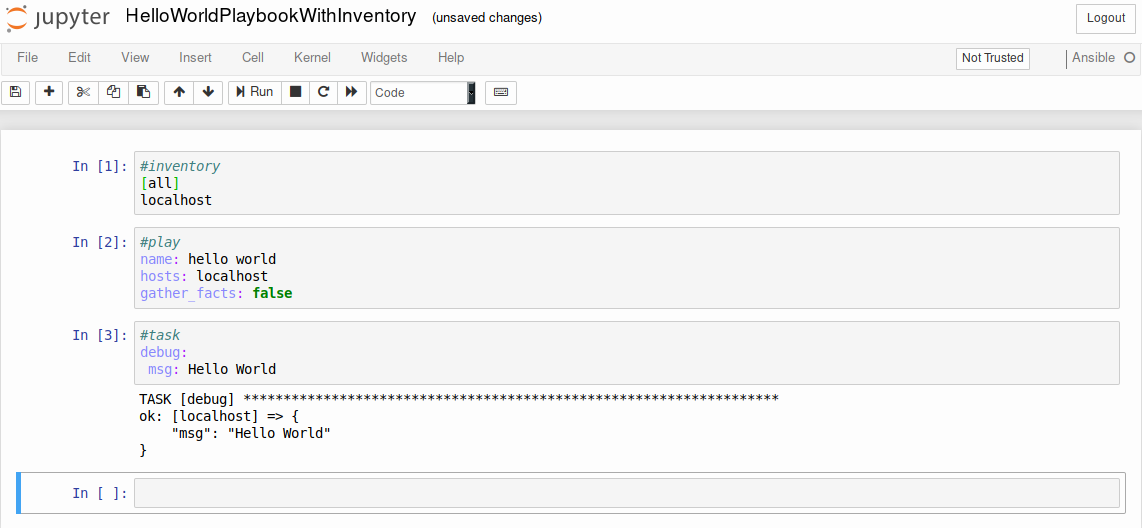 jupyter HelloWorldPlaybookWithInventory (unsaved changes) Logout
File Edit View Insert Cell Kernel Widgets Help Not Trusted Ansible
Run Code
In [1]: #inventory
[all]
localhost
In [2]: #play
name: hello world
hosts: localhost
gather_facts: false
In [3]: #task
debug:
 msg: Hello World
TASK [debug] *******************************************************************
ok: [localhost] => {
    "msg": "Hello World"
}
In [ ]: